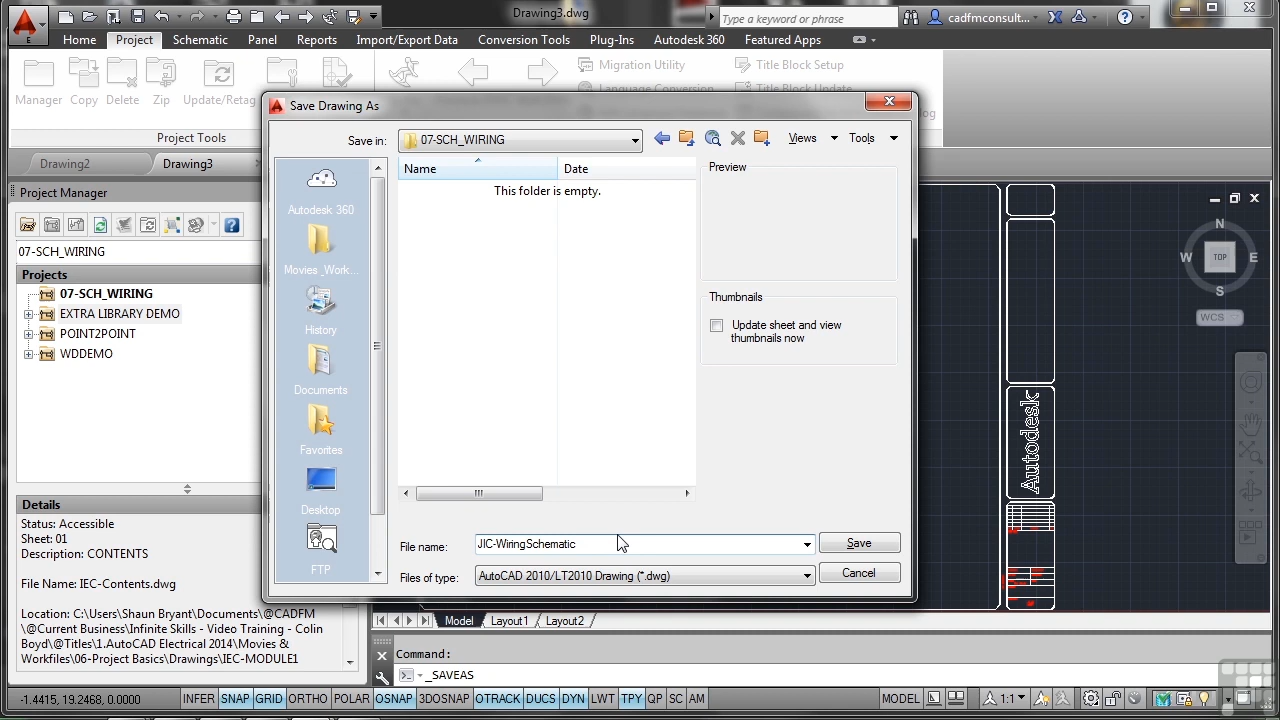 Drawing3.dwg
Type a keyword or phrase
cadfmconsult...
E
Home Project Schematic Panel Reports Import/Export Data Conversion Tools Plug-Ins Autodesk 360 Featured Apps
Migration Utility Title Block Setup
Language Conversion Title Block Update
Manager Copy Delete Zip Update/Retag
Project Tools
Drawing2 Drawing3
Save Drawing As
Save in: 07-SCH_WIRING Views Tools
Name Date
This folder is empty.
Preview
Thumbnails
Update sheet and view
thumbnails now
Autodesk 360
Movies _Work...
History
Documents
Favorites
Desktop
FTP
File name: JIC-WiringSchematic Save
Files of type: AutoCAD 2010/LT2010 Drawing (*.dwg) Cancel
Project Manager
07-SCH_WIRING
Projects
07-SCH_WIRING
EXTRA LIBRARY DEMO
POINT2POINT
WDDEMO
Details
Status: Accessible
Sheet: 01
Description: CONTENTS
File Name: IEC-Contents.dwg
Location: C:\Users\Shaun Bryant\Documents\@CADFM
\@Current Business\Infinite Skills - Video Training - Colin
Boyd\@Titles\1.AutoCAD Electrical 2014\Movies &
Workfiles\06-Project Basics\Drawings\IEC-MODULE1
N
W TOP E
S
WCS
Autodesk
Model Layout1 Layout2
Command:
_SAVEAS
-1.4415, 19.2468, 0.0000 INFER SNAP GRID ORTHO POLAR OSNAP 3DOSNAP OTRACK DUCS DYN LWT TPY QP SC AM MODEL 1:1